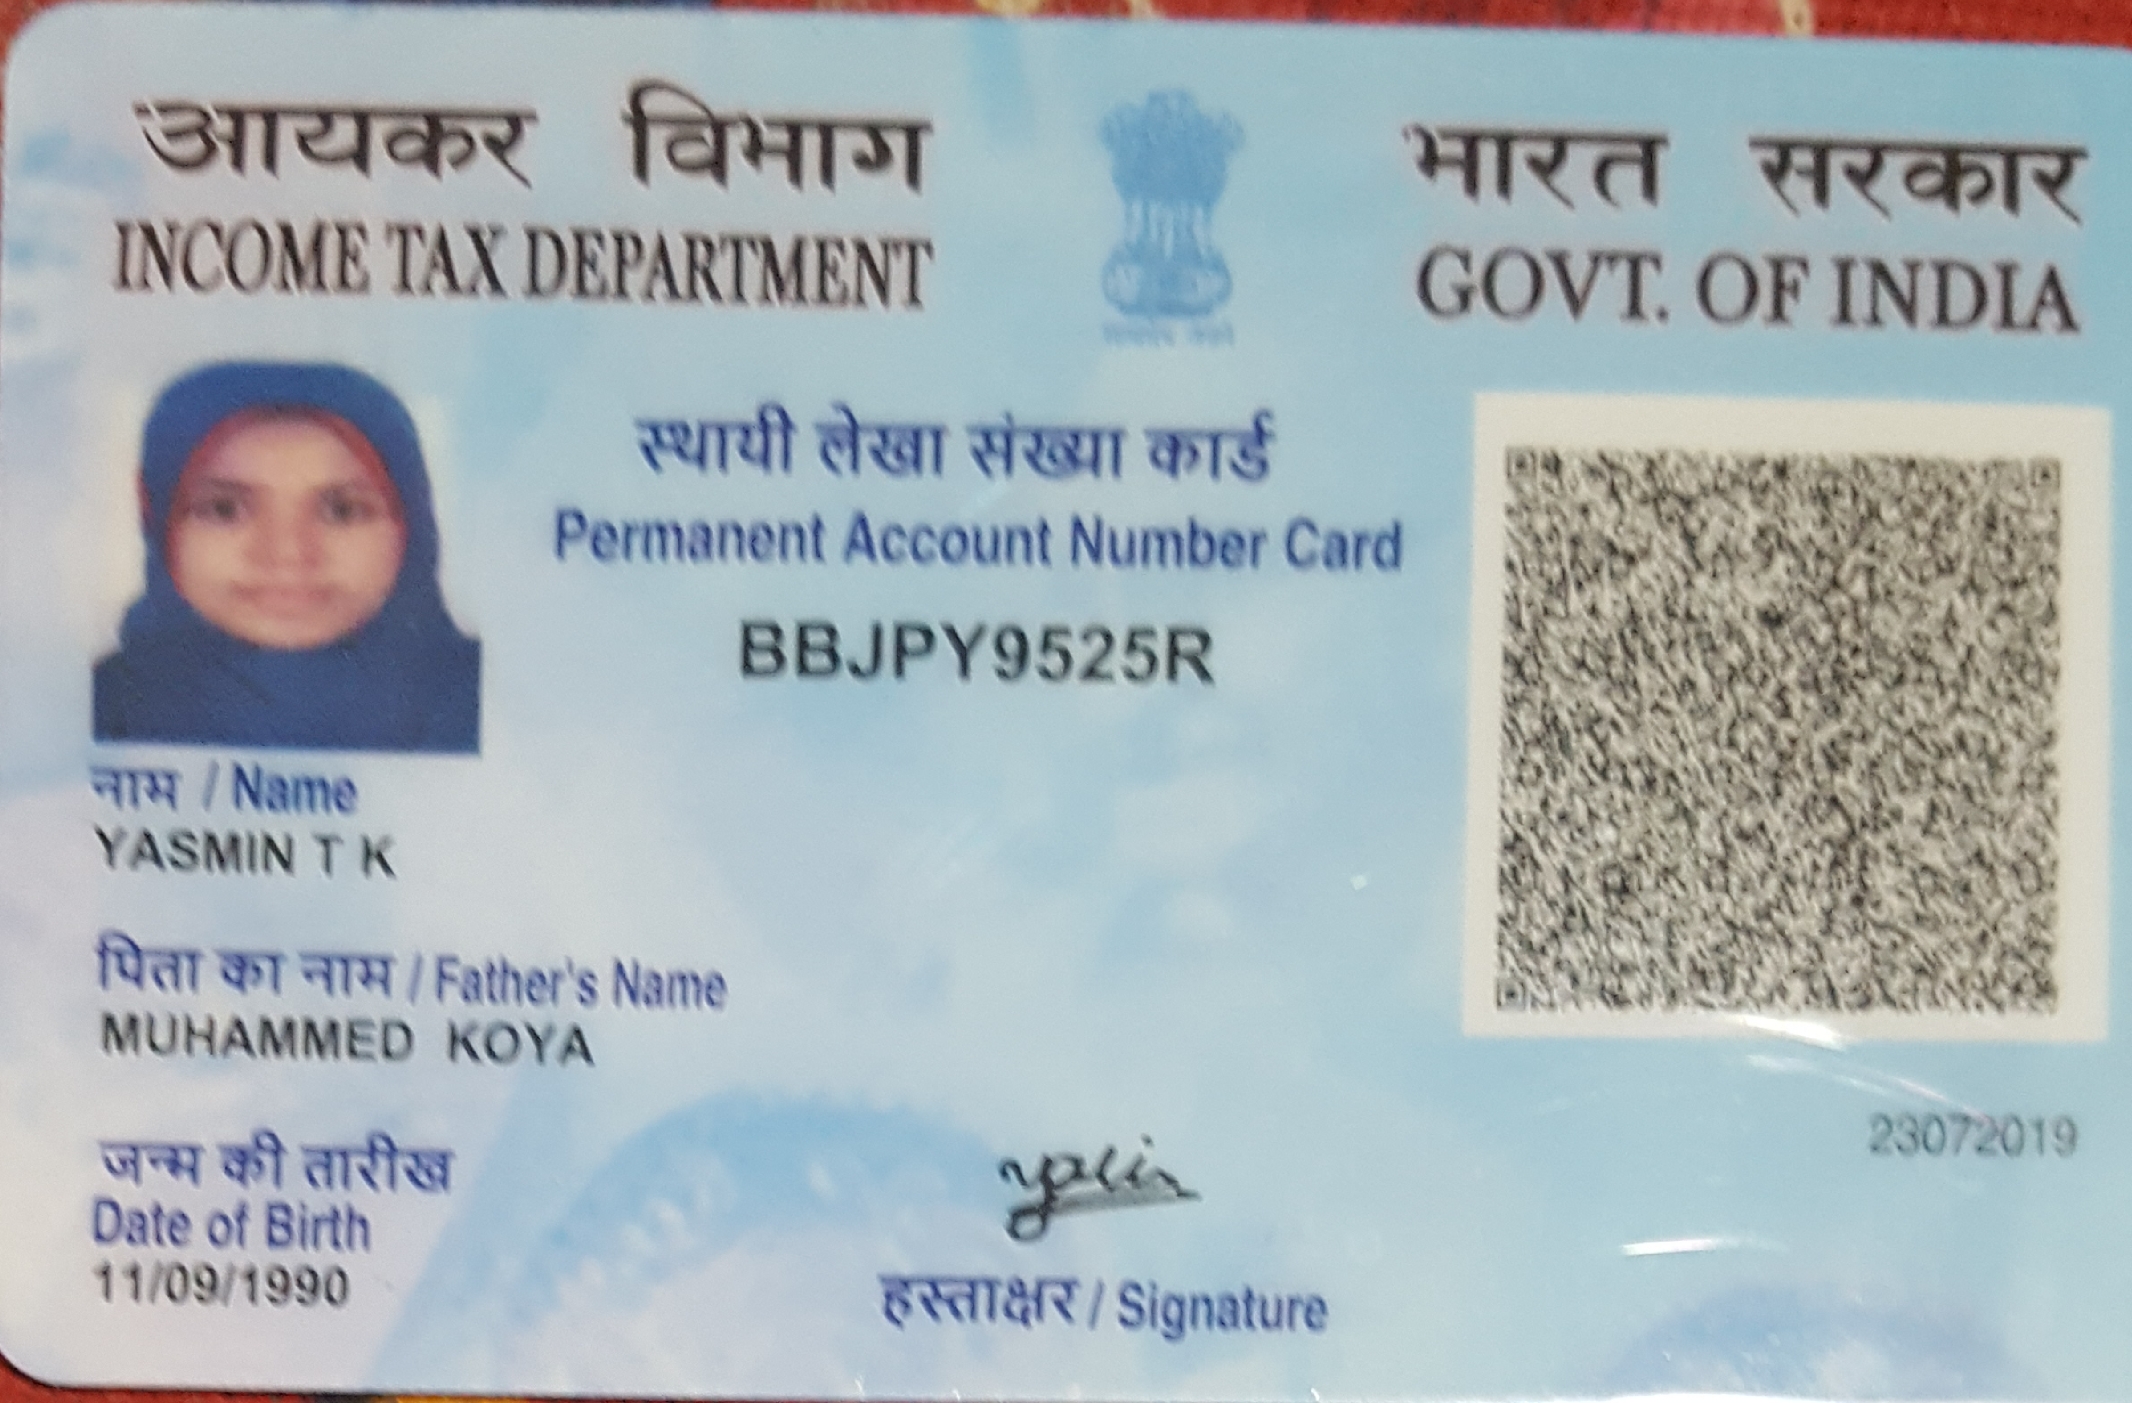 आयकर विभाग
INCOME TAX DEPARTMENT
भारत सरकार
GOVT. OF INDIA
स्थायी लेखा संख्या कार्ड
Permanent Account Number Card
BBJPY9525R
नाम / Name
YASMIN T K
पिता का नाम / Father's Name
MUHAMMED KOYA
जन्म की तारीख
Date of Birth
11/09/1990
हस्ताक्षर / Signature
23072019